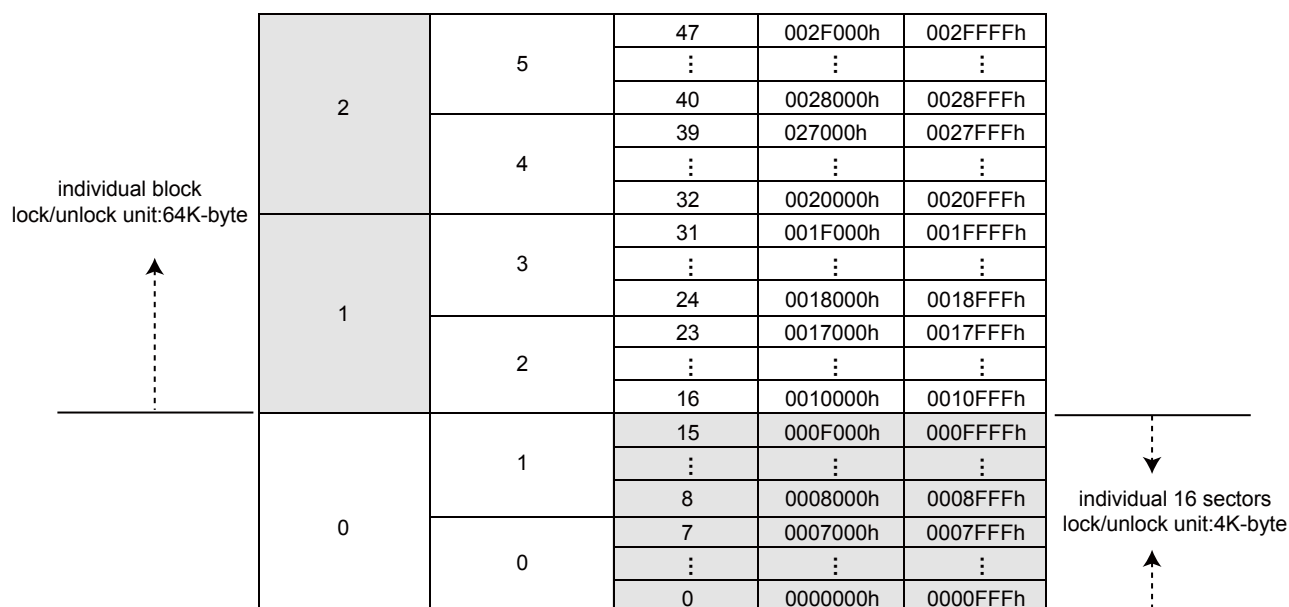 47 002F000h 002FFFFh
5
40 0028000h 0028FFFh
2
39 027000h 0027FFFh
4
32 0020000h 0020FFFh
individual block
lock/unlock unit:64K-byte
31 001F000h 001FFFFh
3
24 0018000h 0018FFFh
1
23 0017000h 0017FFFh
2
16 0010000h 0010FFFh
15 000F000h 000FFFFh
1
8 0008000h 0008FFFh
individual 16 sectors
lock/unlock unit:4K-byte
0
7 0007000h 0007FFFh
0
0 0000000h 0000FFFh